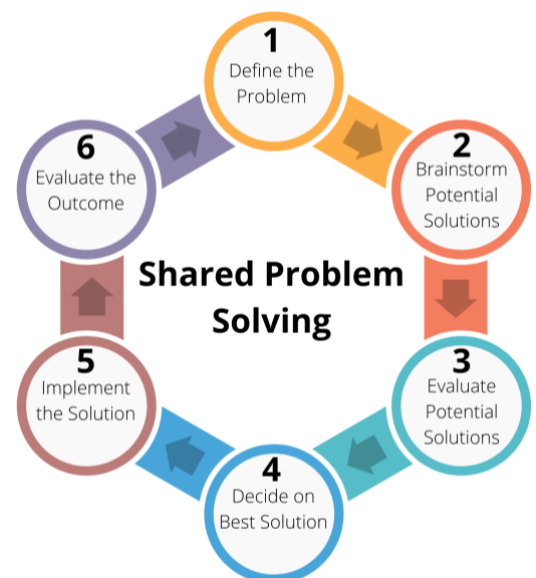 1
Define the
Problem
2
Brainstorm
Potential
Solutions
3
Evaluate
Potential
Solutions
4
Decide on
Best Solution
5
Implement
the Solution
6
Evaluate the
Outcome
Shared Problem
Solving